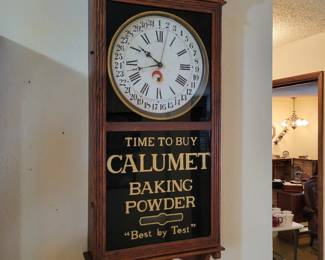 TIME TO BUY
CALUMET
BAKING
POWDER
"Best by Test"